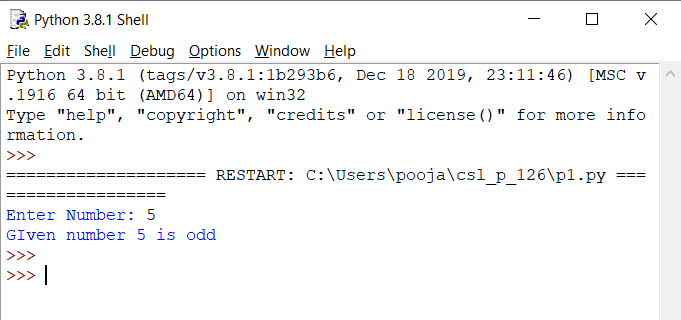 Python 3.8.1 Shell
File Edit Shell Debug Options Window Help
Python 3.8.1 (tags/v3.8.1:1b293b6, Dec 18 2019, 23:11:46) [MSC v
.1916 64 bit (AMD64)] on win32
Type "help", "copyright", "credits" or "license()" for more info
rmation.
>>>
==================== RESTART: C:\Users\pooja\csl_p_126\p1.py ===
================
Enter Number: 5
GIven number 5 is odd
>>>
>>>